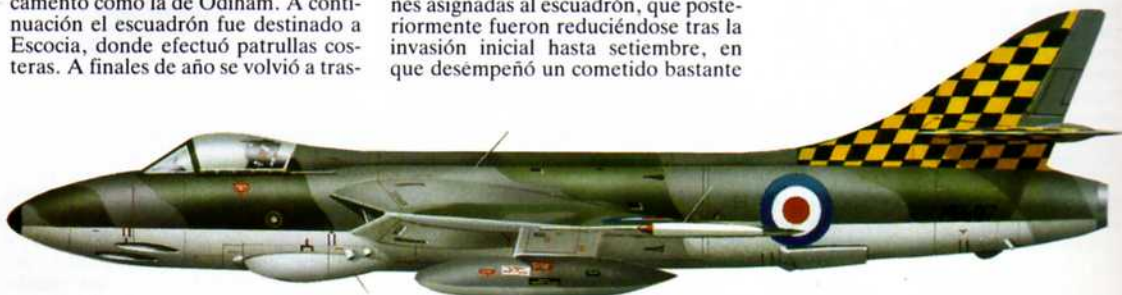 camento como la de Odiham. A conti-
nuación el escuadrón fue destinado a
Escocia, donde efectuó patrullas cos-
teras. A finales de año se volvió a tras-
nes asignadas al escuadrón, que poste-
riormente fueron reduciéndose tras la
invasión inicial hasta setiembre, en
que desempeñó un cometido bastante